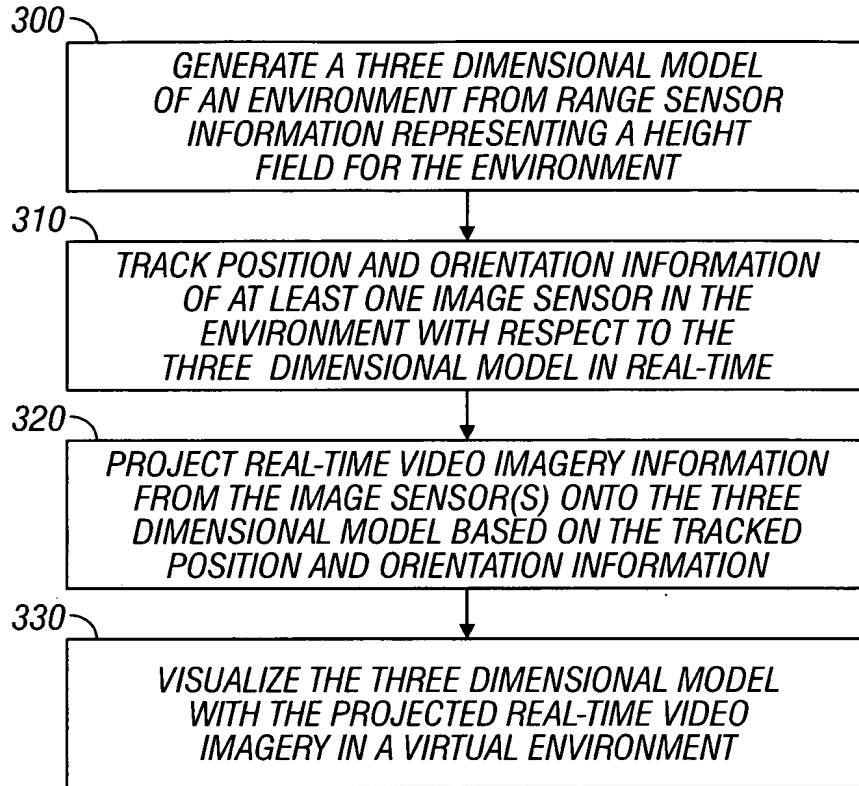 300
GENERATE A THREE DIMENSIONAL MODEL
OF AN ENVIRONMENT FROM RANGE SENSOR
INFORMATION REPRESENTING A HEIGHT
FIELD FOR THE ENVIRONMENT
310
TRACK POSITION AND ORIENTATION INFORMATION
OF AT LEAST ONE IMAGE SENSOR IN THE
ENVIRONMENT WITH RESPECT TO THE
THREE DIMENSIONAL MODEL IN REAL-TIME
320
PROJECT REAL-TIME VIDEO IMAGERY INFORMATION
FROM THE IMAGE SENSOR(S) ONTO THE THREE
DIMENSIONAL MODEL BASED ON THE TRACKED
POSITION AND ORIENTATION INFORMATION
330
VISUALIZE THE THREE DIMENSIONAL MODEL
WITH THE PROJECTED REAL-TIME VIDEO
IMAGERY IN A VIRTUAL ENVIRONMENT